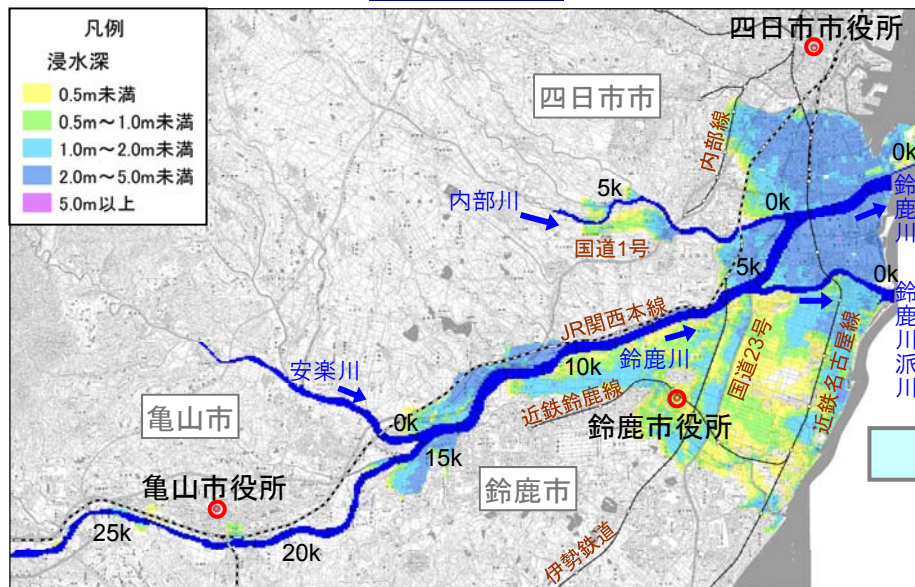 凡例
浸水深
0.5m未満
0.5m～1.0m未満
1.0m～2.0m未満
2.0m～5.0m未満
5.0m以上
四日市市役所
四日市市
内部線
0k
鈴鹿川
5k
内部川
0k
国道1号
5k
0k
鈴鹿川派川
JR関西本線
国道23号
10k
鈴鹿川
近鉄名古屋線
安楽川
近鉄鈴鹿線
鈴鹿市役所
亀山市
0k
15k
鈴鹿市
亀山市役所
25k
20k
伊勢鉄道